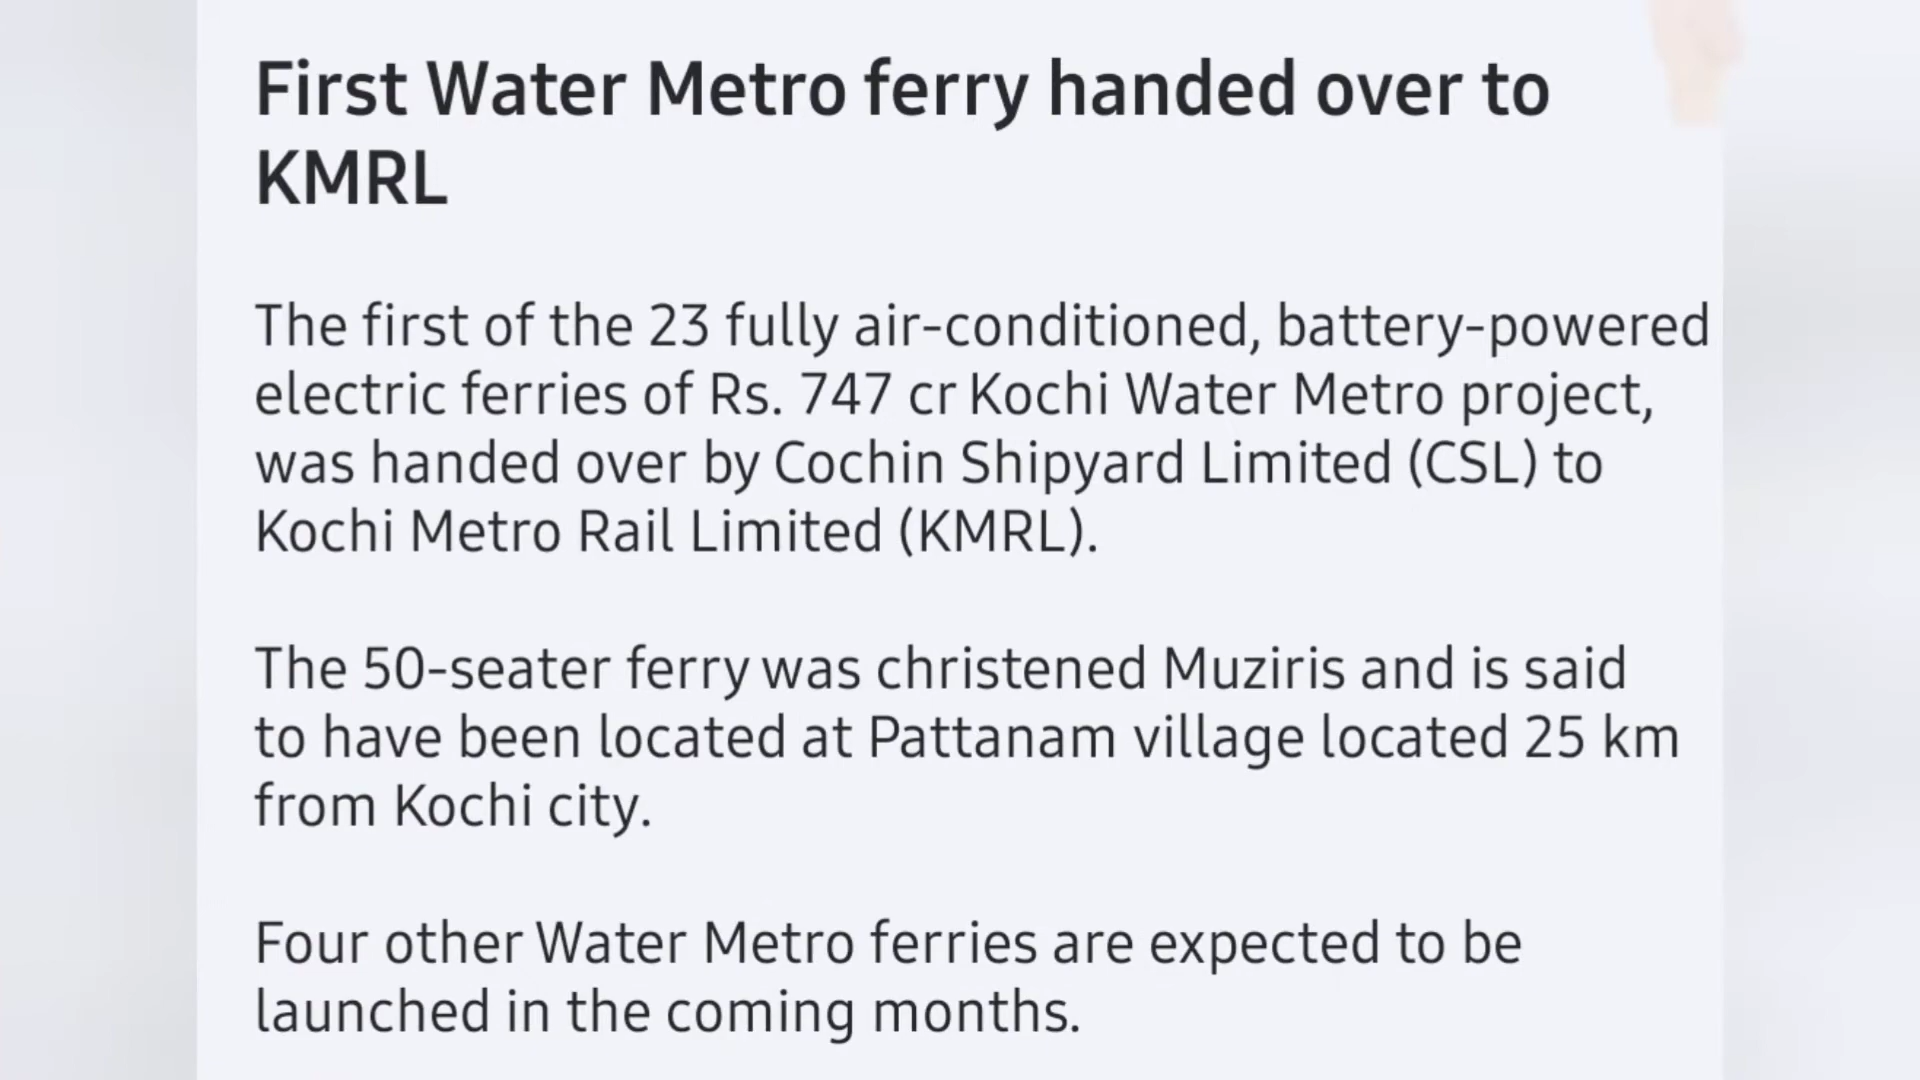 First Water Metro ferry handed over to
KMRL
The first of the 23 fully air-conditioned, battery-powered
electric ferries of Rs. 747 cr Kochi Water Metro project,
was handed over by Cochin Shipyard Limited (CSL) to
Kochi Metro Rail Limited (KMRL).
The 50-seater ferry was christened Muziris and is said
to have been located at Pattanam village located 25 km
from Kochi city.
Four other Water Metro ferries are expected to be
launched in the coming months.